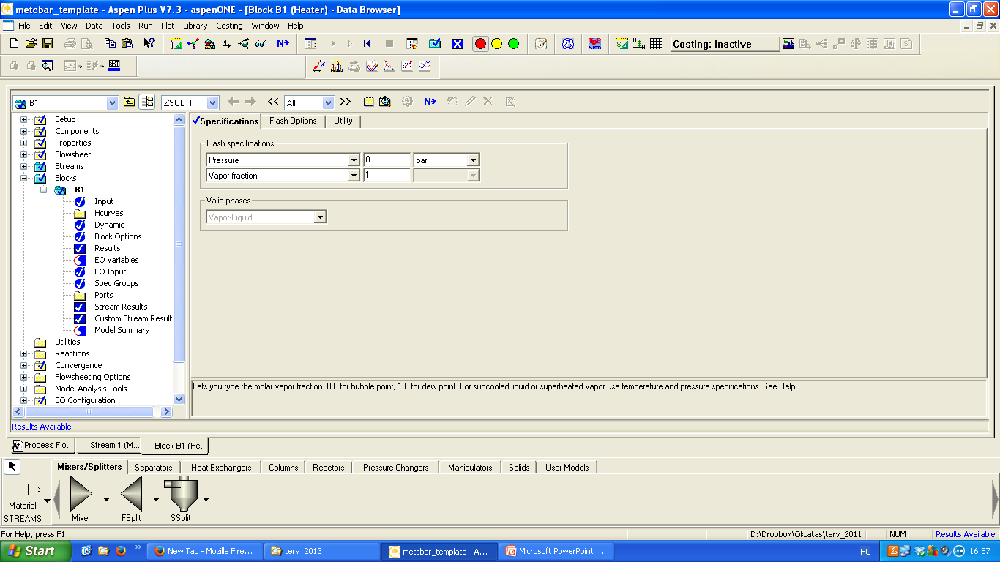 metcbar_template - Aspen Plus V7.3 - aspenONE - [Block B1 (Heater) - Data Browser]
File Edit View Data Tools Run Plot Library Costing Window Help
N>
Costing: Inactive
B1
ZSOLTI
<< All >>
N>
Setup
Components
Properties
Flowsheet
Streams
Blocks
B1
Input
Hcurves
Dynamic
Block Options
Results
EO Variables
EO Input
Spec Groups
Ports
Stream Results
Custom Stream Result
Model Summary
Utilities
Reactions
Convergence
Flowsheeting Options
Model Analysis Tools
EO Configuration
Specifications Flash Options Utility
Flash specifications
Pressure 0 bar
Vapor fraction 1
Valid phases
Vapor-Liquid
Lets you type the molar vapor fraction. 0.0 for bubble point, 1.0 for dew point. For subcooled liquid or superheated vapor use temperature and pressure specifications. See Help.
Results Available
Process Flo... Stream 1 (M... Block B1 (He...
Mixers/Splitters Separators Heat Exchangers Columns Reactors Pressure Changers Manipulators Solids User Models
Material
STREAMS
Mixer FSplit SSplit
For Help, press F1 D:\Dropbox\Oktatas\terv_2011 NUM Results Available
Start New Tab - Mozilla Fire... terv_2013 metcbar_template - A... Microsoft PowerPoint ... HL 16:57